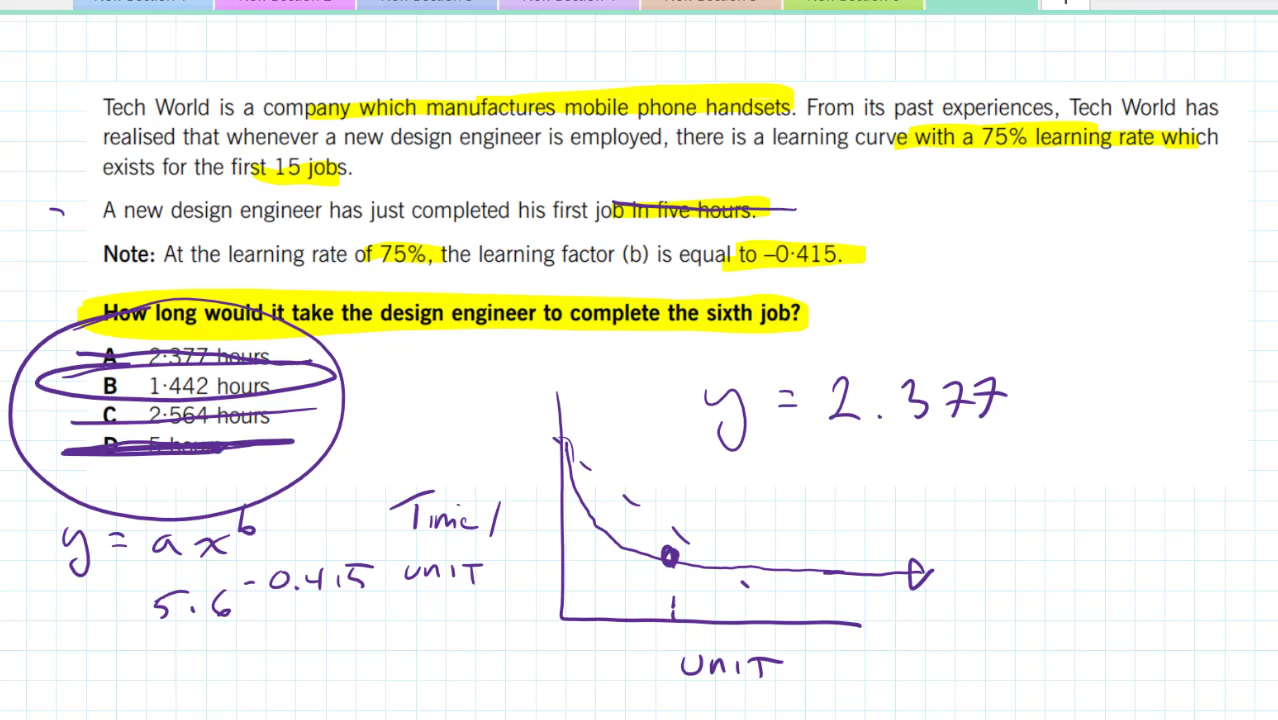 Tech World is a company which manufactures mobile phone handsets. From its past experiences, Tech World has
realised that whenever a new design engineer is employed, there is a learning curve with a 75% learning rate which
exists for the first 15 jobs.
A new design engineer has just completed his first job in five hours.
Note: At the learning rate of 75%, the learning factor (b) is equal to –0·415.
How long would it take the design engineer to complete the sixth job?
A 2·377 hours
B 1·442 hours
C 2·564 hours
D 5 hours
y = 2.377
y = a x^b
5.6^-0.415
Time/
UNIT
UNIT